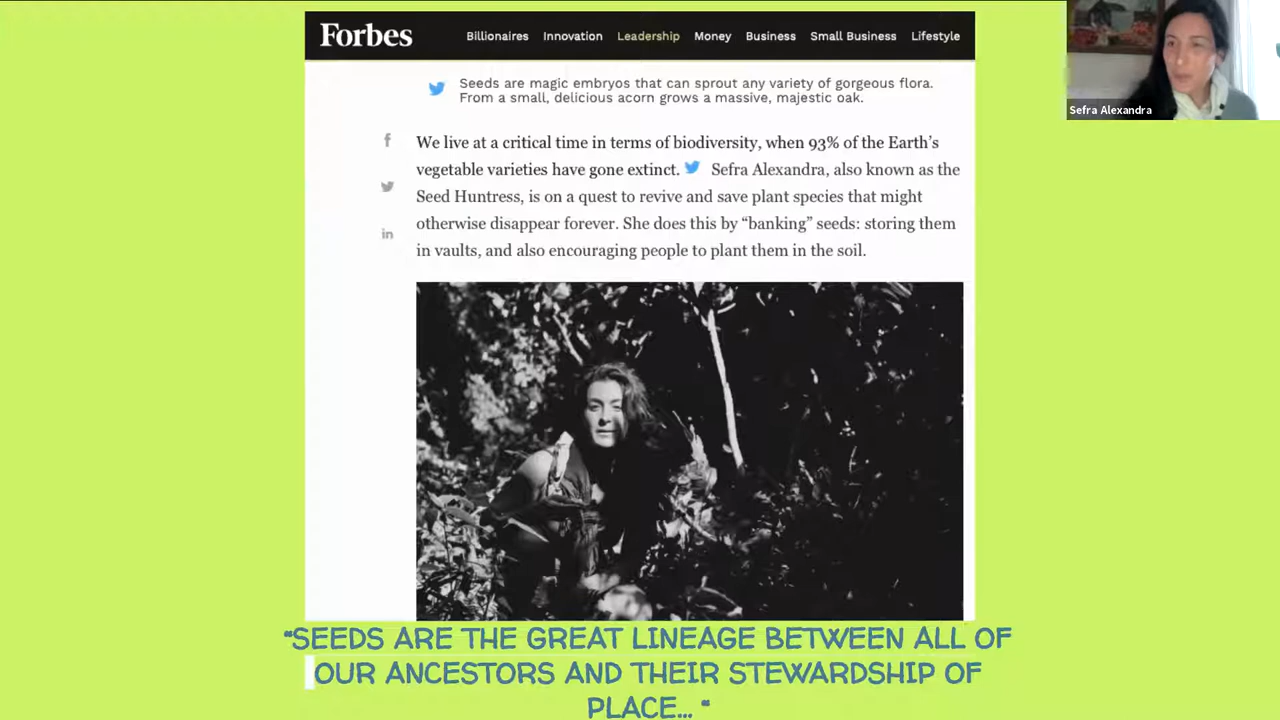 Forbes
Billionaires Innovation Leadership Money Business Small Business Lifestyle
Seeds are magic embryos that can sprout any variety of gorgeous flora.
From a small, delicious acorn grows a massive, majestic oak.
We live at a critical time in terms of biodiversity, when 93% of the Earth’s
vegetable varieties have gone extinct. Sefra Alexandra, also known as the
Seed Huntress, is on a quest to revive and save plant species that might
otherwise disappear forever. She does this by “banking” seeds: storing them
in vaults, and also encouraging people to plant them in the soil.
"SEEDS ARE THE GREAT LINEAGE BETWEEN ALL OF
OUR ANCESTORS AND THEIR STEWARDSHIP OF
PLACE... "
Sefra Alexandra